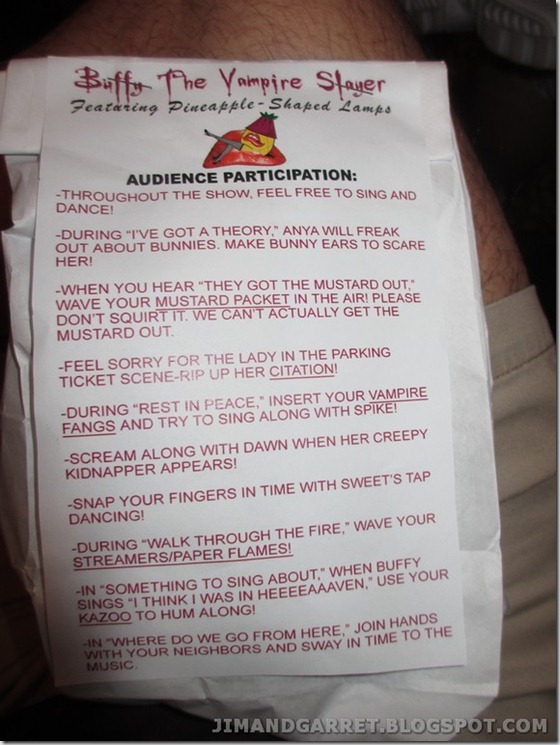 Buffy The Vampire Slayer
Featuring Pineapple-Shaped Lamps
AUDIENCE PARTICIPATION:
-THROUGHOUT THE SHOW, FEEL FREE TO SING AND
DANCE!
-DURING “I’VE GOT A THEORY,” ANYA WILL FREAK
OUT ABOUT BUNNIES. MAKE BUNNY EARS TO SCARE
HER!
-WHEN YOU HEAR “THEY GOT THE MUSTARD OUT,”
WAVE YOUR MUSTARD PACKET IN THE AIR! PLEASE
DON’T SQUIRT IT. WE CAN’T ACTUALLY GET THE
MUSTARD OUT.
-FEEL SORRY FOR THE LADY IN THE PARKING
TICKET SCENE-RIP UP HER CITATION!
-DURING “REST IN PEACE,” INSERT YOUR VAMPIRE
FANGS AND TRY TO SING ALONG WITH SPIKE!
-SCREAM ALONG WITH DAWN WHEN HER CREEPY
KIDNAPPER APPEARS!
-SNAP YOUR FINGERS IN TIME WITH SWEET’S TAP
DANCING!
-DURING “WALK THROUGH THE FIRE,” WAVE YOUR
STREAMERS/PAPER FLAMES!
-IN “SOMETHING TO SING ABOUT,” WHEN BUFFY
SINGS “I THINK I WAS IN HEEEEAAAVEN,” USE YOUR
KAZOO TO HUM ALONG!
-IN “WHERE DO WE GO FROM HERE,” JOIN HANDS
WITH YOUR NEIGHBORS AND SWAY IN TIME TO THE
MUSIC.
JIMANDGARRET.BLOGSPOT.COM